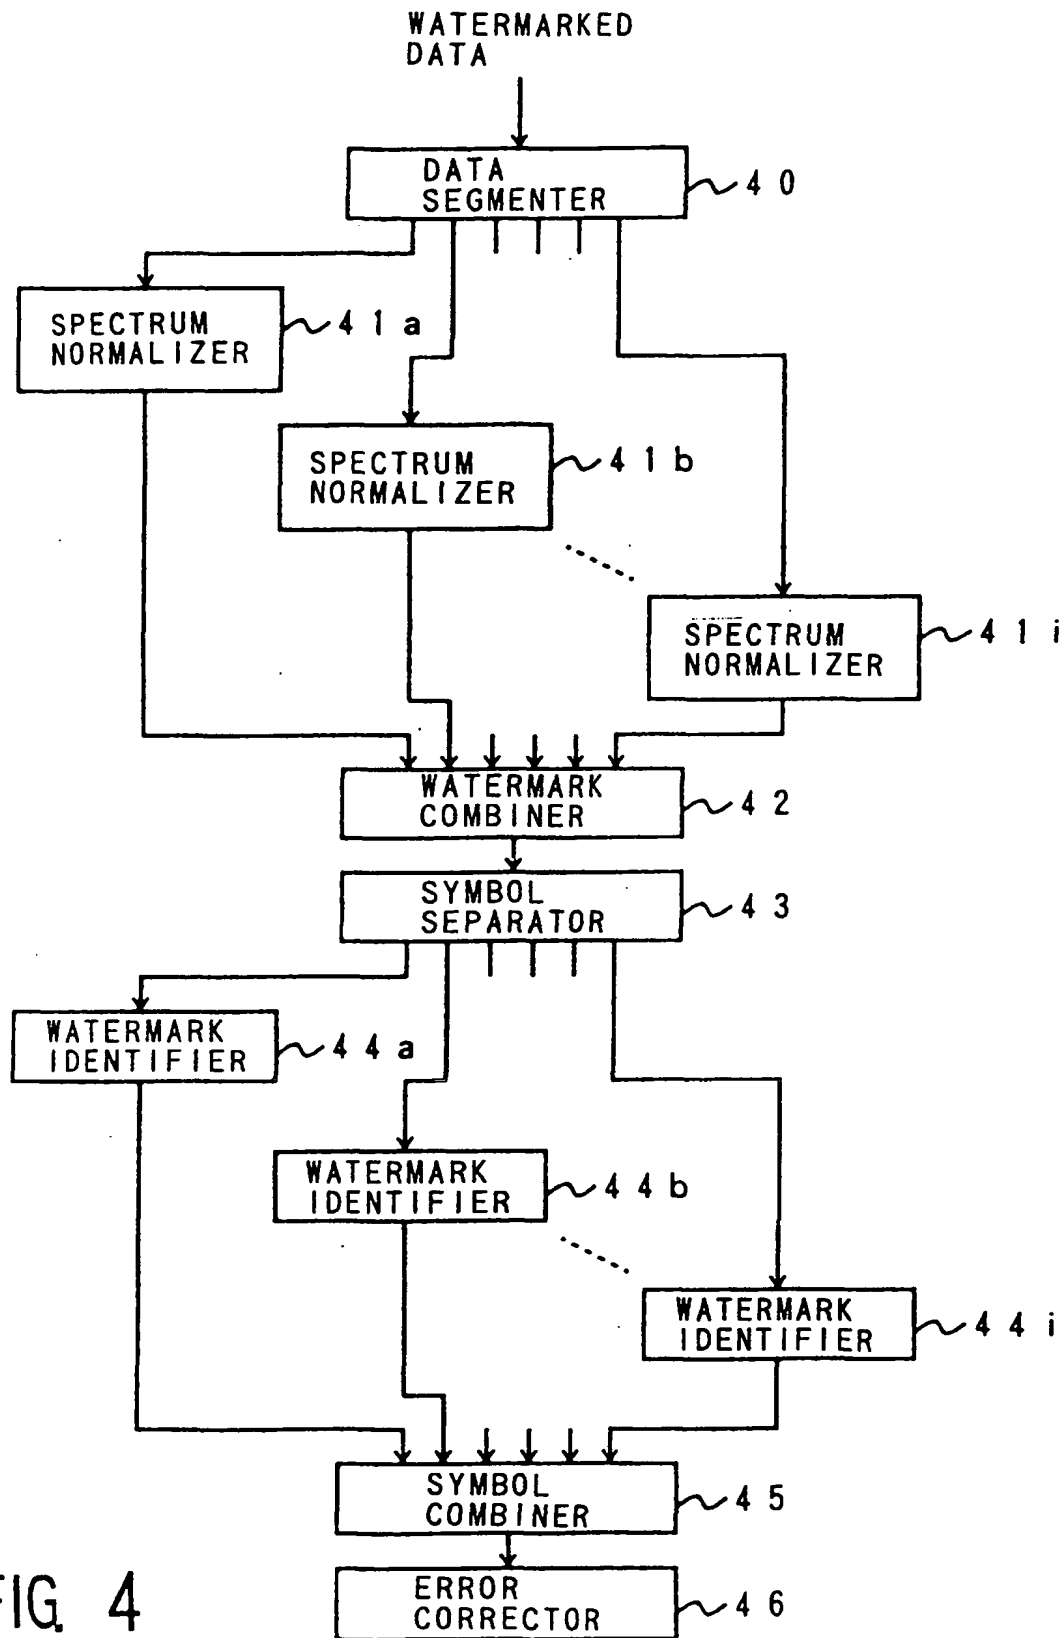 WATERMARKED
DATA
DATA
SEGMENTER
40
SPECTRUM
NORMALIZER
41a
SPECTRUM
NORMALIZER
41b
SPECTRUM
NORMALIZER
41i
WATERMARK
COMBINER
42
SYMBOL
SEPARATOR
43
WATERMARK
IDENTIFIER
44a
WATERMARK
IDENTIFIER
44b
WATERMARK
IDENTIFIER
44i
SYMBOL
COMBINER
45
ERROR
CORRECTOR
46
FIG. 4